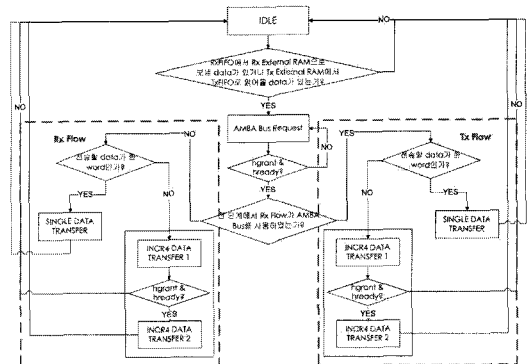 IDLE
NO
NO
RxFIFO에서 Rx External RAM으로
보낼 data가 있거나 Tx External RAM에서
TxFIFO로 읽어올 data가 있는가?
NO
NO
YES
AMBA Bus Request
NO
hgrant &
hready?
YES
전 단계에서 Rx Flow가 AMBA
Bus를 사용하였는가?
NO
YES
Rx Flow
전송할 data가 한
word인가?
YES
NO
SINGLE DATA
TRANSFER
INCR4 DATA
TRANSFER 1
hgrant &
hready?
YES
INCR4 DATA
TRANSFER 2
Tx Flow
전송할 data가 한
word인가?
NO
YES
SINGLE DATA
TRANSFER
INCR4 DATA
TRANSFER 1
hgrant &
hready?
YES
INCR4 DATA
TRANSFER 2